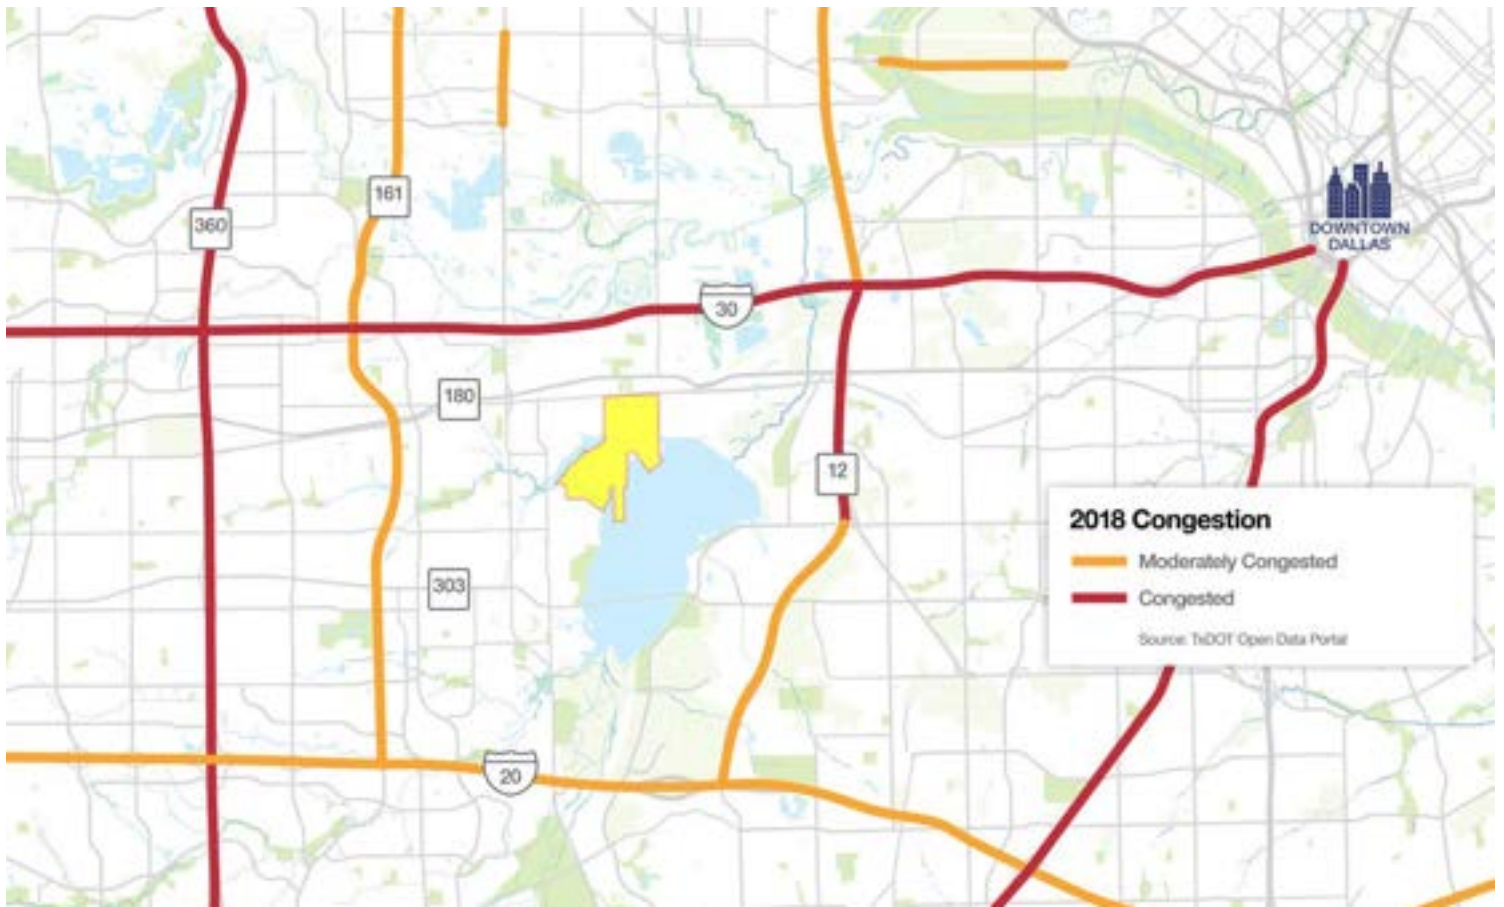 161
360
DOWNTOWN
DALLAS
30
180
12
2018 Congestion
Moderately Congested
Congested
Source: TxDOT Open Data Portal
303
20